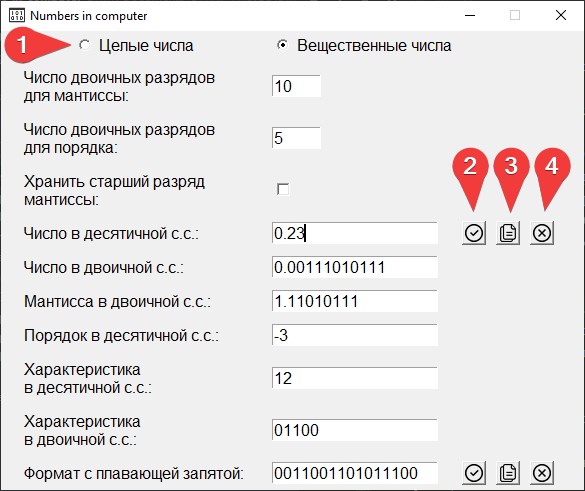 Numbers in computer
1
Целые числа
Вещественные числа
Число двоичных разрядов
для мантиссы:
10
Число двоичных разрядов
для порядка:
5
Хранить старший разряд
мантиссы:
2 3 4
Число в десятичной с.с.: 0.23
Число в двоичной с.с.: 0.00111010111
Мантисса в двоичной с.с.: 1.11010111
Порядок в десятичной с.с.: -3
Характеристика
в десятичной с.с.:
12
Характеристика
в двоичной с.с.:
01100
Формат с плавающей запятой: 0011001101011100